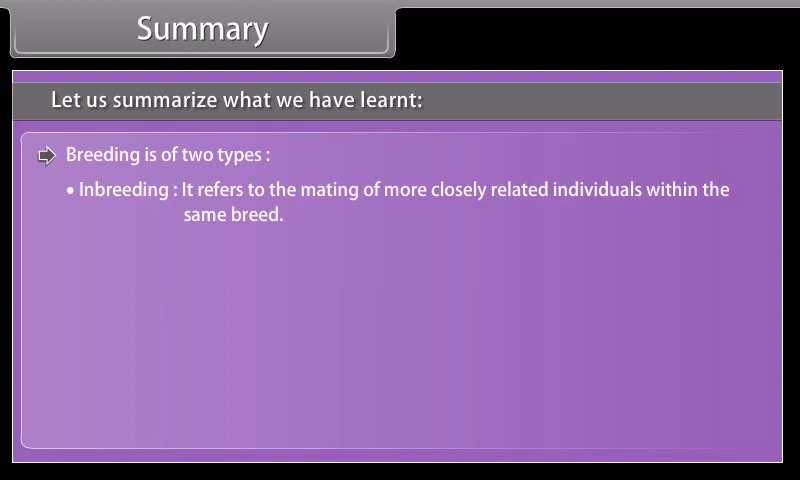 Summary
Let us summarize what we have learnt:
Breeding is of two types :
• Inbreeding : It refers to the mating of more closely related individuals within the
same breed.